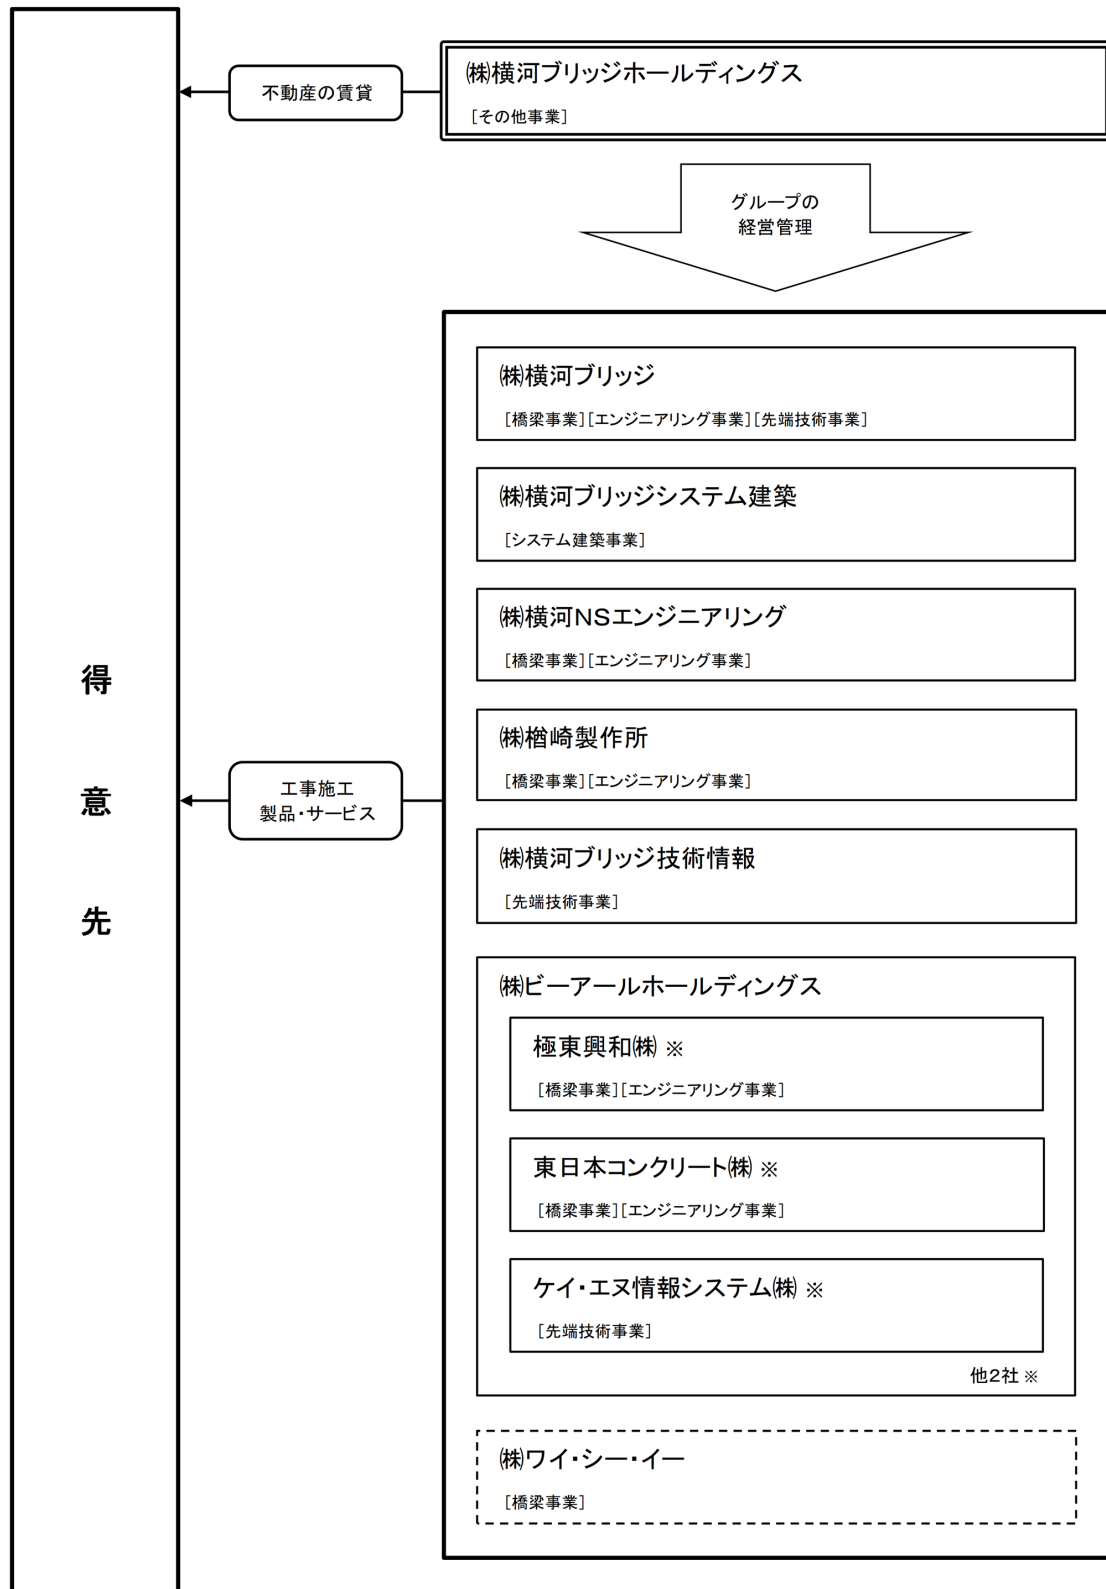 ㈱横河ブリッジホールディングス
[その他事業]
不動産の賃貸
グループの
経営管理
㈱横河ブリッジ
[橋梁事業][エンジニアリング事業][先端技術事業]
㈱横河ブリッジシステム建築
[システム建築事業]
㈱横河NSエンジニアリング
[橋梁事業][エンジニアリング事業]
㈱楢崎製作所
[橋梁事業][エンジニアリング事業]
㈱横河ブリッジ技術情報
[先端技術事業]
㈱ビーアールホールディングス
極東興和㈱ ※
[橋梁事業][エンジニアリング事業]
東日本コンクリート㈱ ※
[橋梁事業][エンジニアリング事業]
ケイ・エヌ情報システム㈱ ※
[先端技術事業]
他2社 ※
㈱ワイ・シー・イー
[橋梁事業]
工事施工
製品・サービス
得
意
先